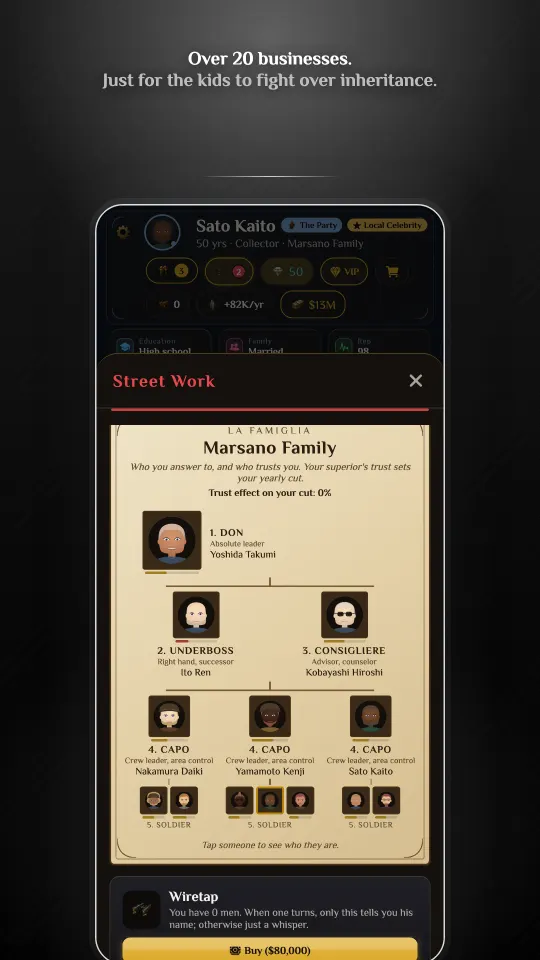 Over 20 businesses.
Just for the kids to fight over inheritance.
Sato Kaito
The Party
Local Celebrity
50 yrs · Collector · Marsano Family
3
2
50
VIP
0
+82K/yr
$13M
Education
High school
Family
Married
Rep
98
Street Work
LA FAMIGLIA
Marsano Family
Who you answer to, and who trusts you. Your superior's trust sets
your yearly cut.
Trust effect on your cut: 0%
1. DON
Absolute leader
Yoshida Takumi
2. UNDERBOSS
Right hand, successor
Ito Ren
3. CONSIGLIERE
Advisor, counselor
Kobayashi Hiroshi
4. CAPO
Crew leader, area control
Nakamura Daiki
4. CAPO
Crew leader, area control
Yamamoto Kenji
4. CAPO
Crew leader, area control
Sato Kaito
5. SOLDIER
5. SOLDIER
5. SOLDIER
Tap someone to see who they are.
Wiretap
You have 0 men. When one turns, only this tells you his
name; otherwise just a whisper.
Buy ($80,000)